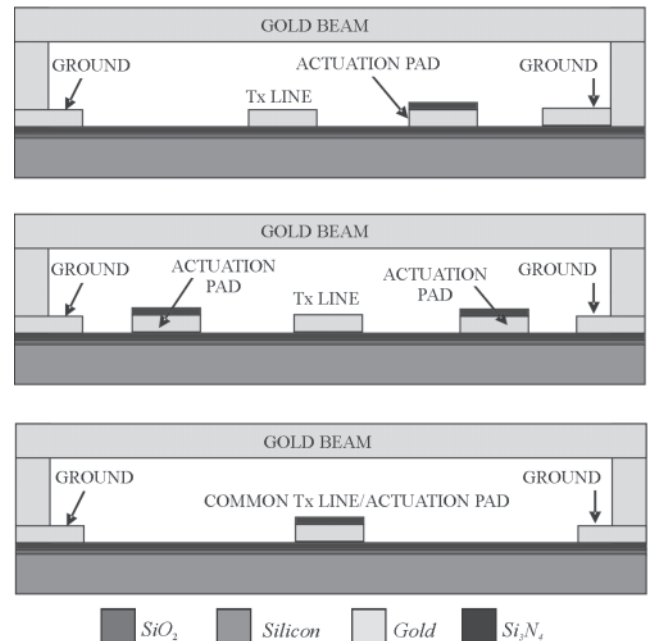 GOLD BEAM
GROUND
ACTUATION PAD
GROUND
Tx LINE
GOLD BEAM
GROUND
ACTUATION
PAD
Tx LINE
ACTUATION
PAD
GROUND
GOLD BEAM
GROUND
GROUND
COMMON Tx LINE/ACTUATION PAD
SiO₂ Silicon Gold Si₃N₄